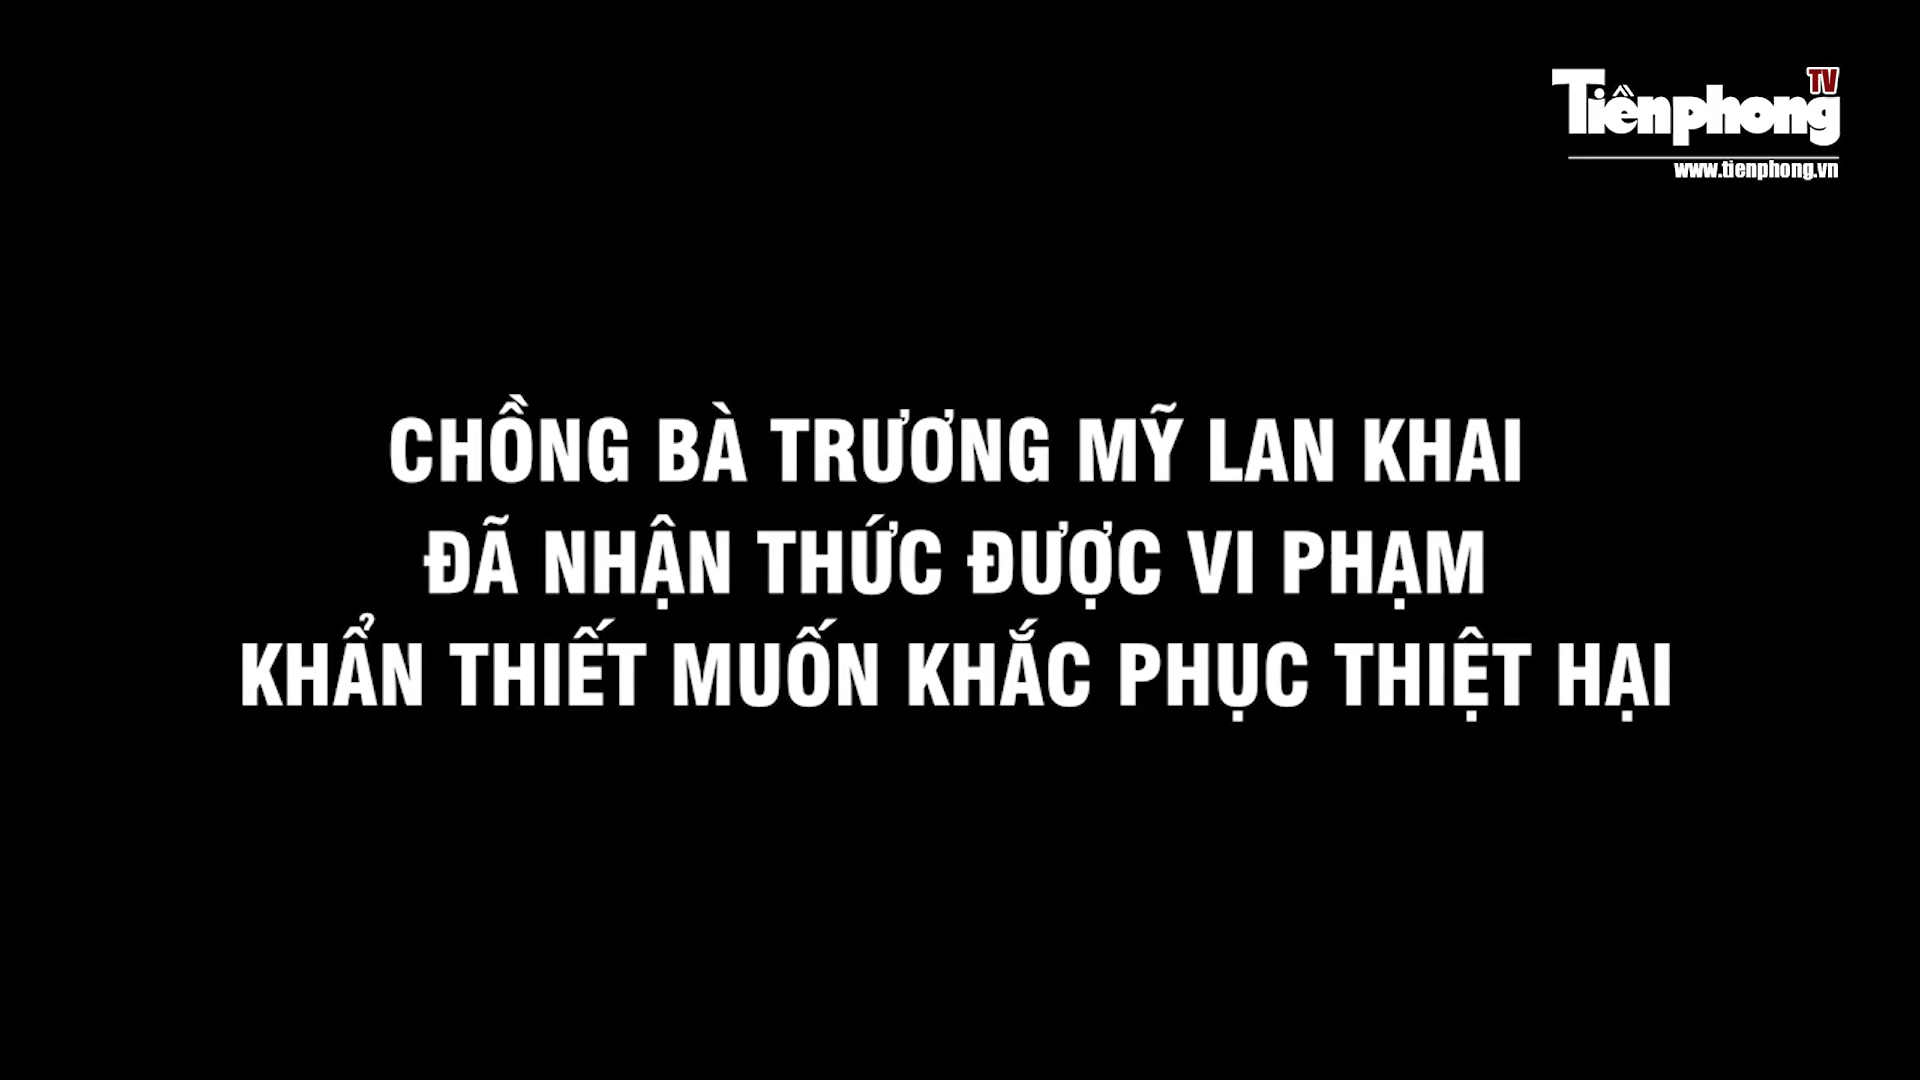 Tiênphong TV
www.tienphong.vn
CHỒNG BÀ TRƯƠNG MỸ LAN KHAI
ĐÃ NHẬN THỨC ĐƯỢC VI PHẠM
KHẨN THIẾT MUỐN KHẮC PHỤC THIỆT HẠI